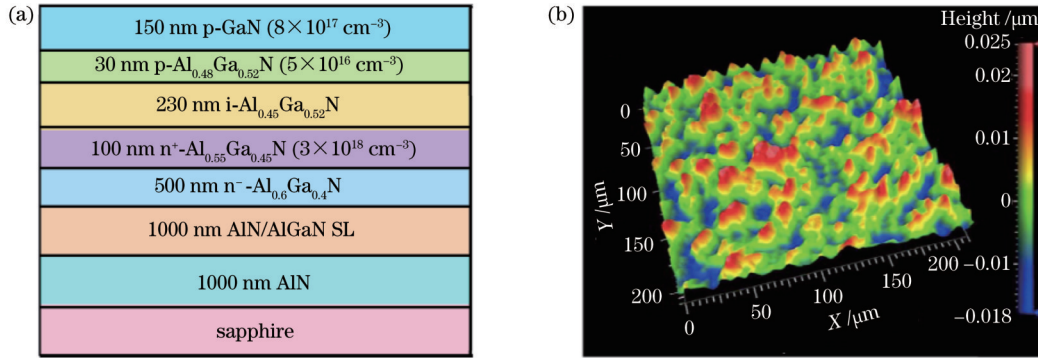 (a)
150 nm p-GaN (8×10¹⁷ cm⁻³)
30 nm p-Al₀.₄₈Ga₀.₅₂N (5×10¹⁶ cm⁻³)
230 nm i-Al₀.₄₅Ga₀.₅₂N
100 nm n⁺-Al₀.₅₅Ga₀.₄₅N (3×10¹⁸ cm⁻³)
500 nm n⁻-Al₀.₆Ga₀.₄N
1000 nm AlN/AlGaN SL
1000 nm AlN
sapphire
(b)
Height /μm
0.025
0.02
0.01
0
−0.01
−0.018
0
50
100
150
200
Y /μm
0
50
100
150
200
X /μm